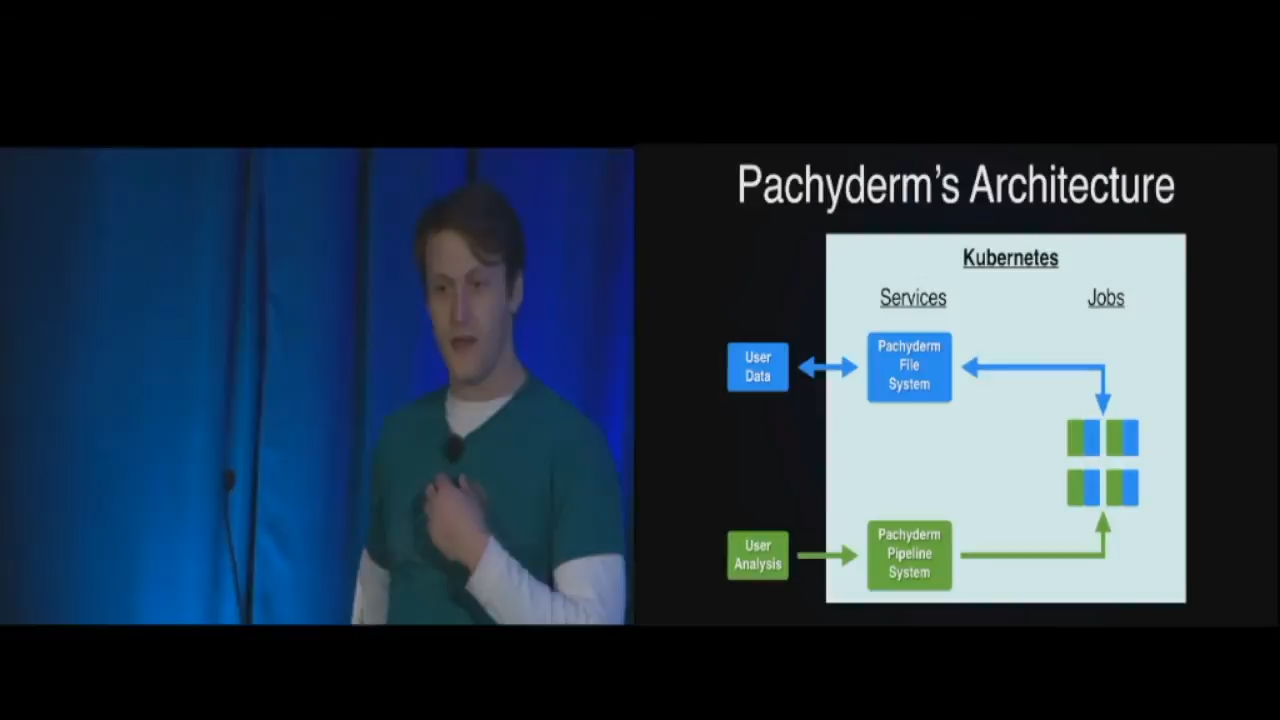 Pachyderm's Architecture
Kubernetes
Services
Jobs
User
Data
Pachyderm
File
System
User
Analysis
Pachyderm
Pipeline
System